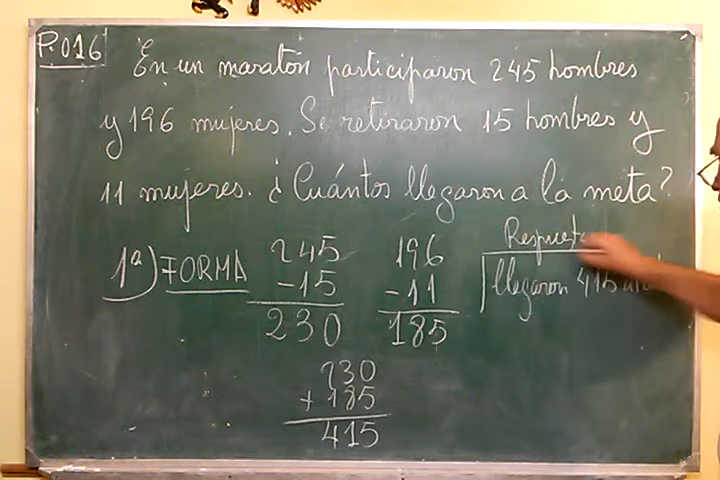 P.016
En un maratón participaron 245 hombres
y 196 mujeres. Se retiraron 15 hombres y
11 mujeres. ¿Cuántos llegaron a la meta?
1ª) FORMA
245
-15
230
196
-11
185
230
+ 185
415
llegaron 415